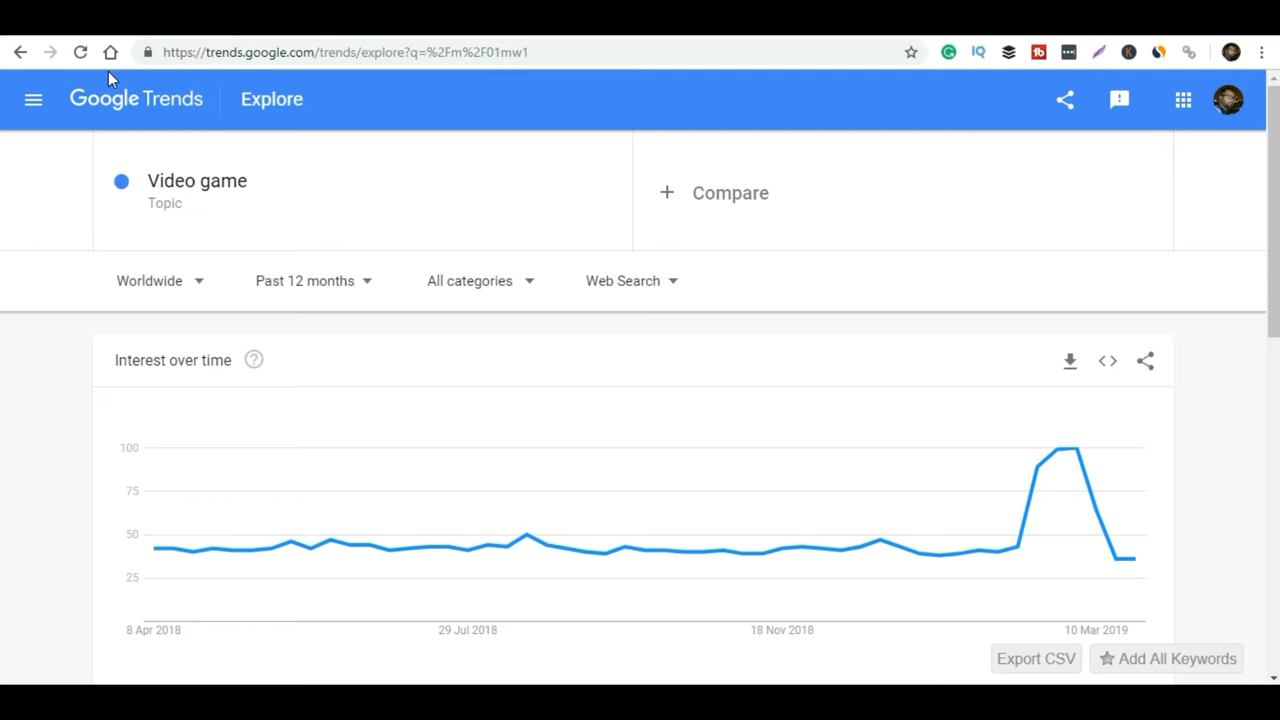 https://trends.google.com/trends/explore?q=%2Fm%2F01mw1
Google Trends
Explore
Video game
Topic
+ Compare
Worldwide
Past 12 months
All categories
Web Search
Interest over time
100
75
50
25
8 Apr 2018
29 Jul 2018
18 Nov 2018
10 Mar 2019
Export CSV
Add All Keywords